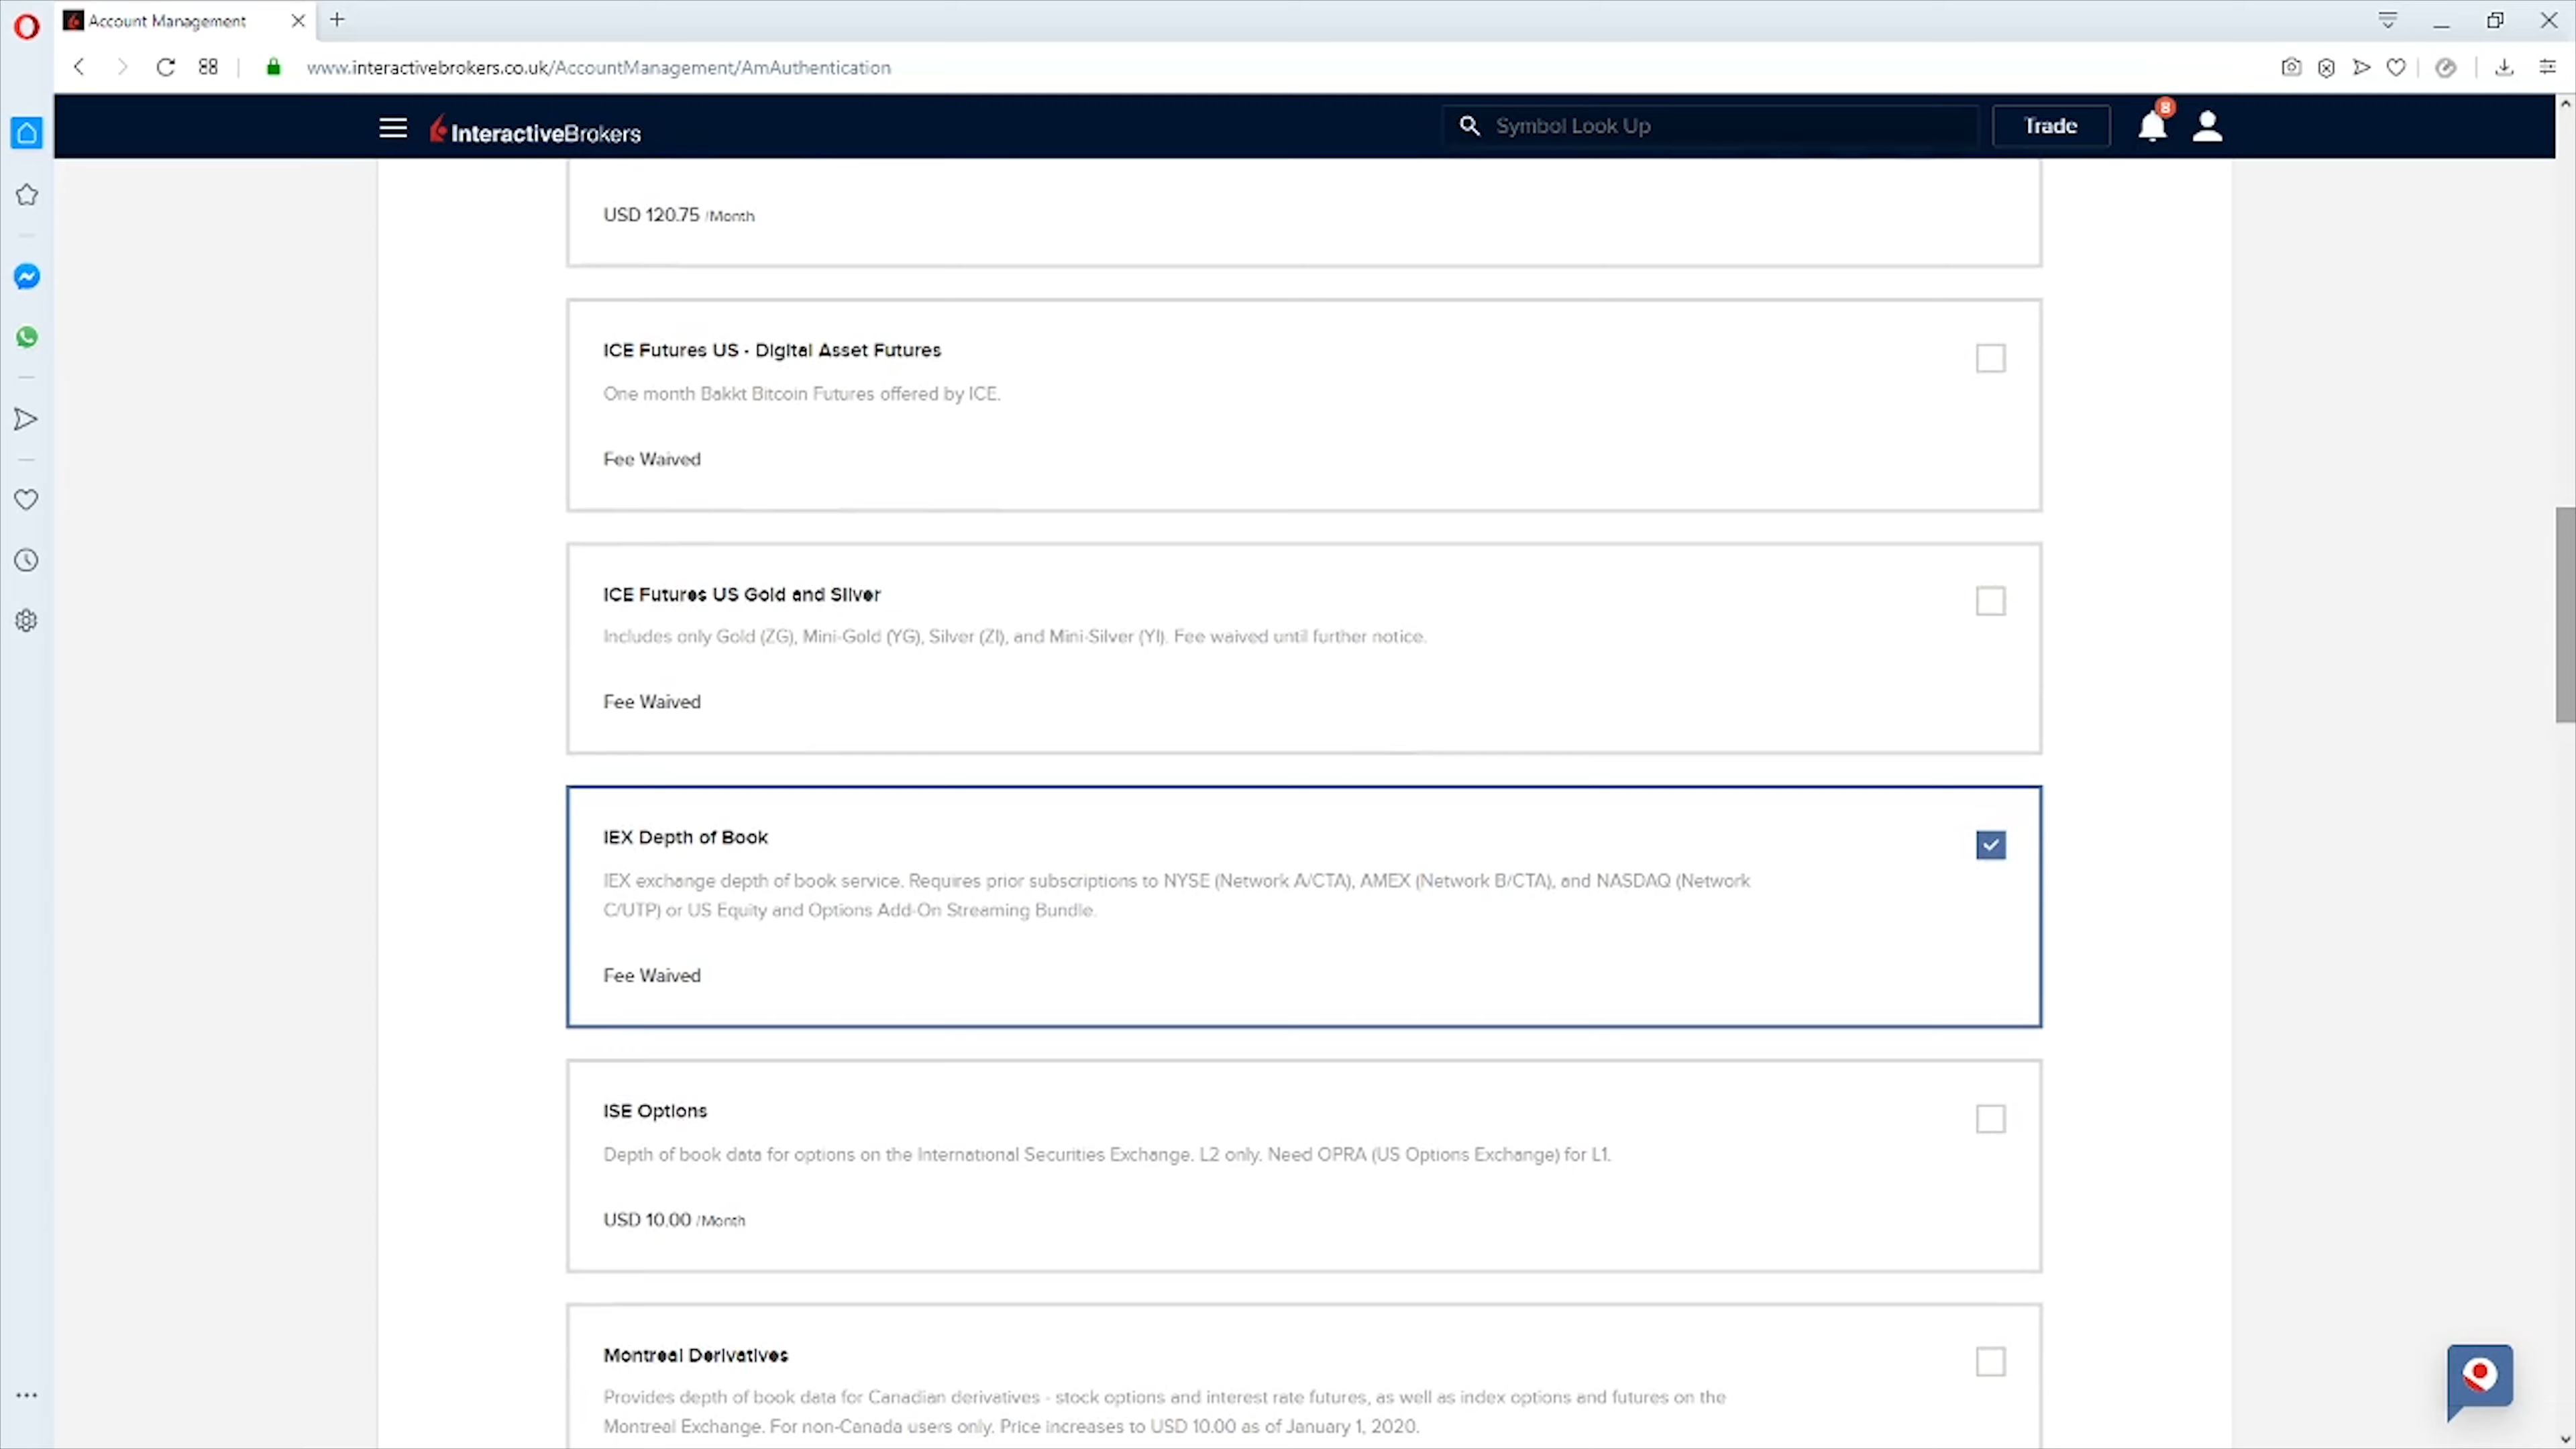 Account Management
www.interactivebrokers.co.uk/AccountManagement/AmAuthentication
InteractiveBrokers
Symbol Look Up
Trade
8
USD 120.75 /Month
ICE Futures US - Digital Asset Futures
One month Bakkt Bitcoin Futures offered by ICE.
Fee Waived
ICE Futures US Gold and Silver
Includes only Gold (ZG), Mini-Gold (YG), Silver (ZI), and Mini-Silver (YI). Fee waived until further notice.
Fee Waived
IEX Depth of Book
IEX exchange depth of book service. Requires prior subscriptions to NYSE (Network A/CTA), AMEX (Network B/CTA), and NASDAQ (Network
C/UTP) or US Equity and Options Add-On Streaming Bundle.
Fee Waived
ISE Options
Depth of book data for options on the International Securities Exchange. L2 only. Need OPRA (US Options Exchange) for L1.
USD 10.00 /Month
Montreal Derivatives
Provides depth of book data for Canadian derivatives - stock options and interest rate futures, as well as index options and futures on the
Montreal Exchange. For non-Canada users only. Price increases to USD 10.00 as of January 1, 2020.